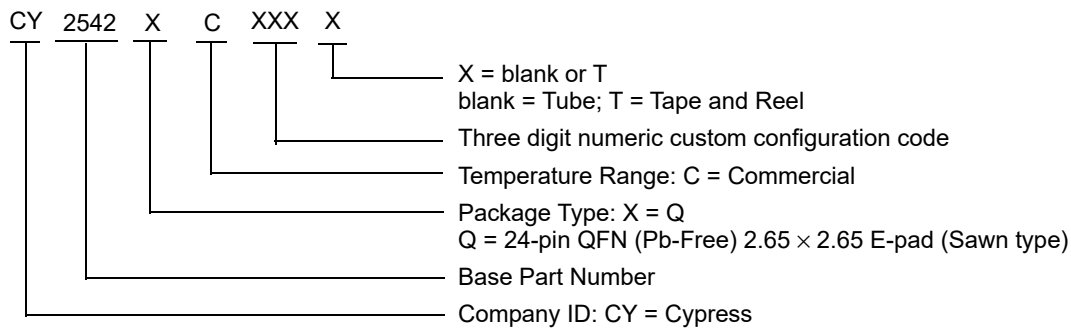 CY 2542 X C XXX X
X = blank or T
blank = Tube; T = Tape and Reel
Three digit numeric custom configuration code
Temperature Range: C = Commercial
Package Type: X = Q
Q = 24-pin QFN (Pb-Free) 2.65 × 2.65 E-pad (Sawn type)
Base Part Number
Company ID: CY = Cypress